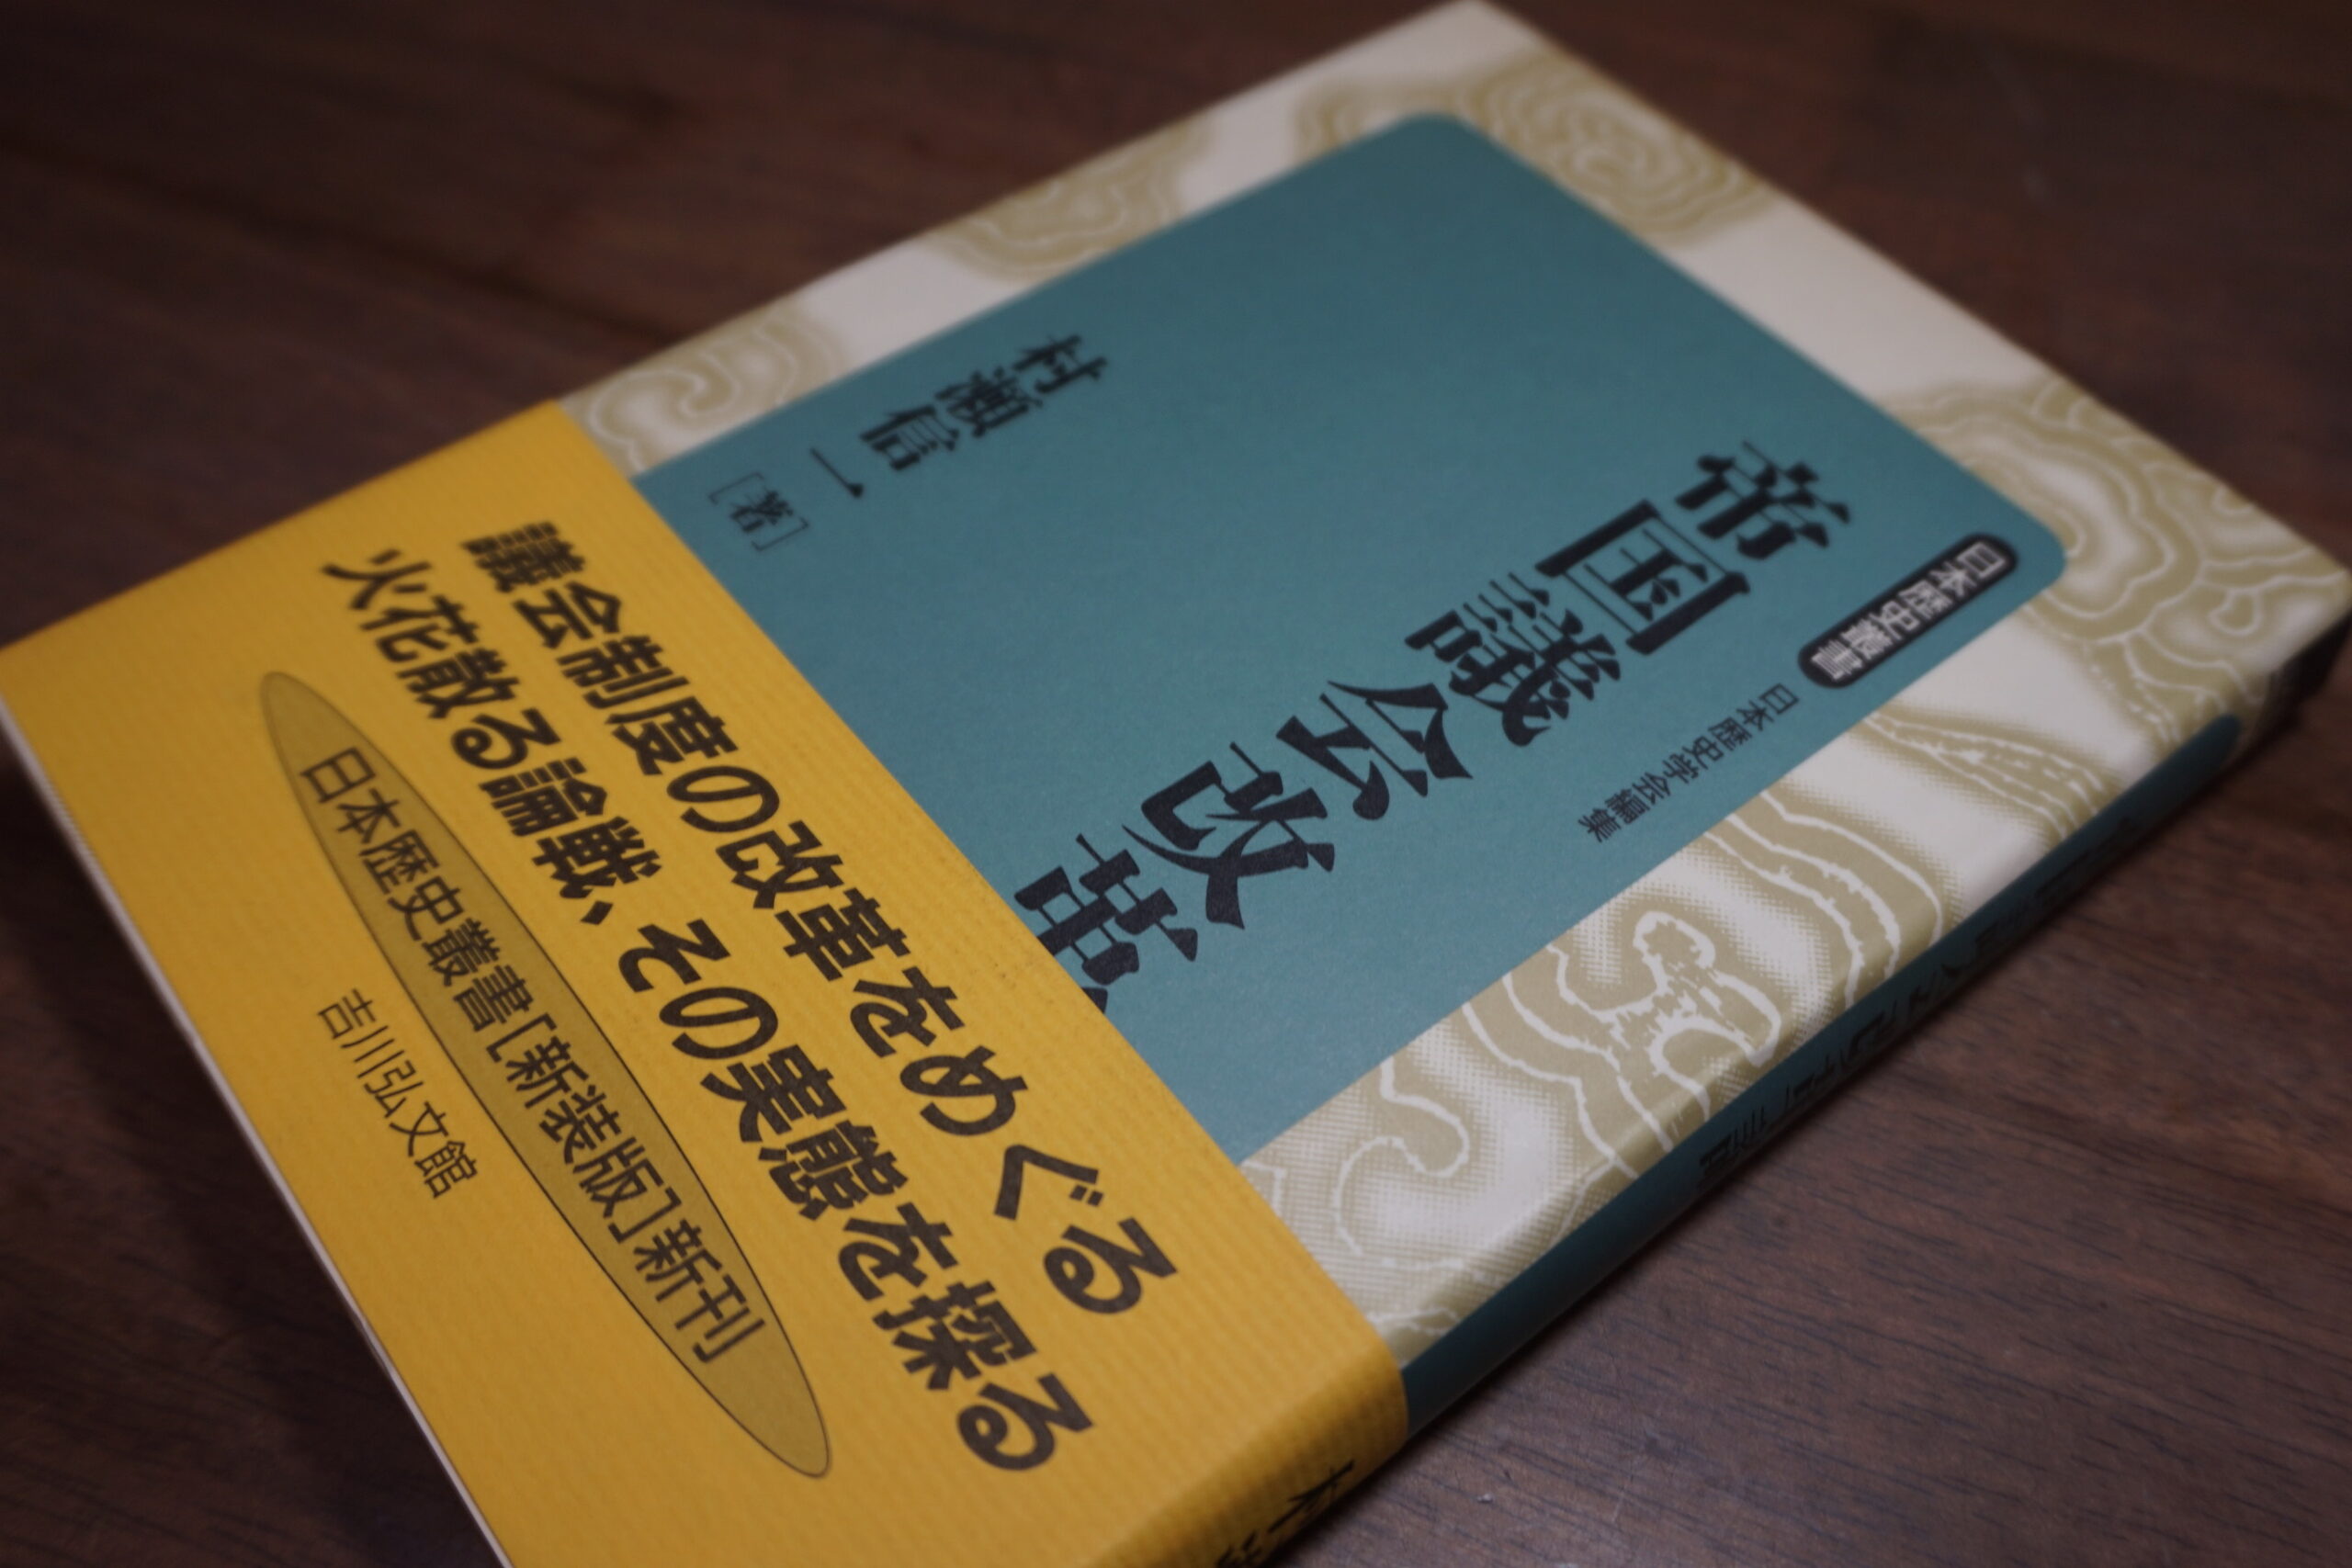 日本歴史叢書
日本歴史学会編集
帝国議会改革
村瀬信一［著］
議会制度の改革をめぐる
火花散る論戦、その実態を探る
日本歴史叢書［新装版］新刊
吉川弘文館